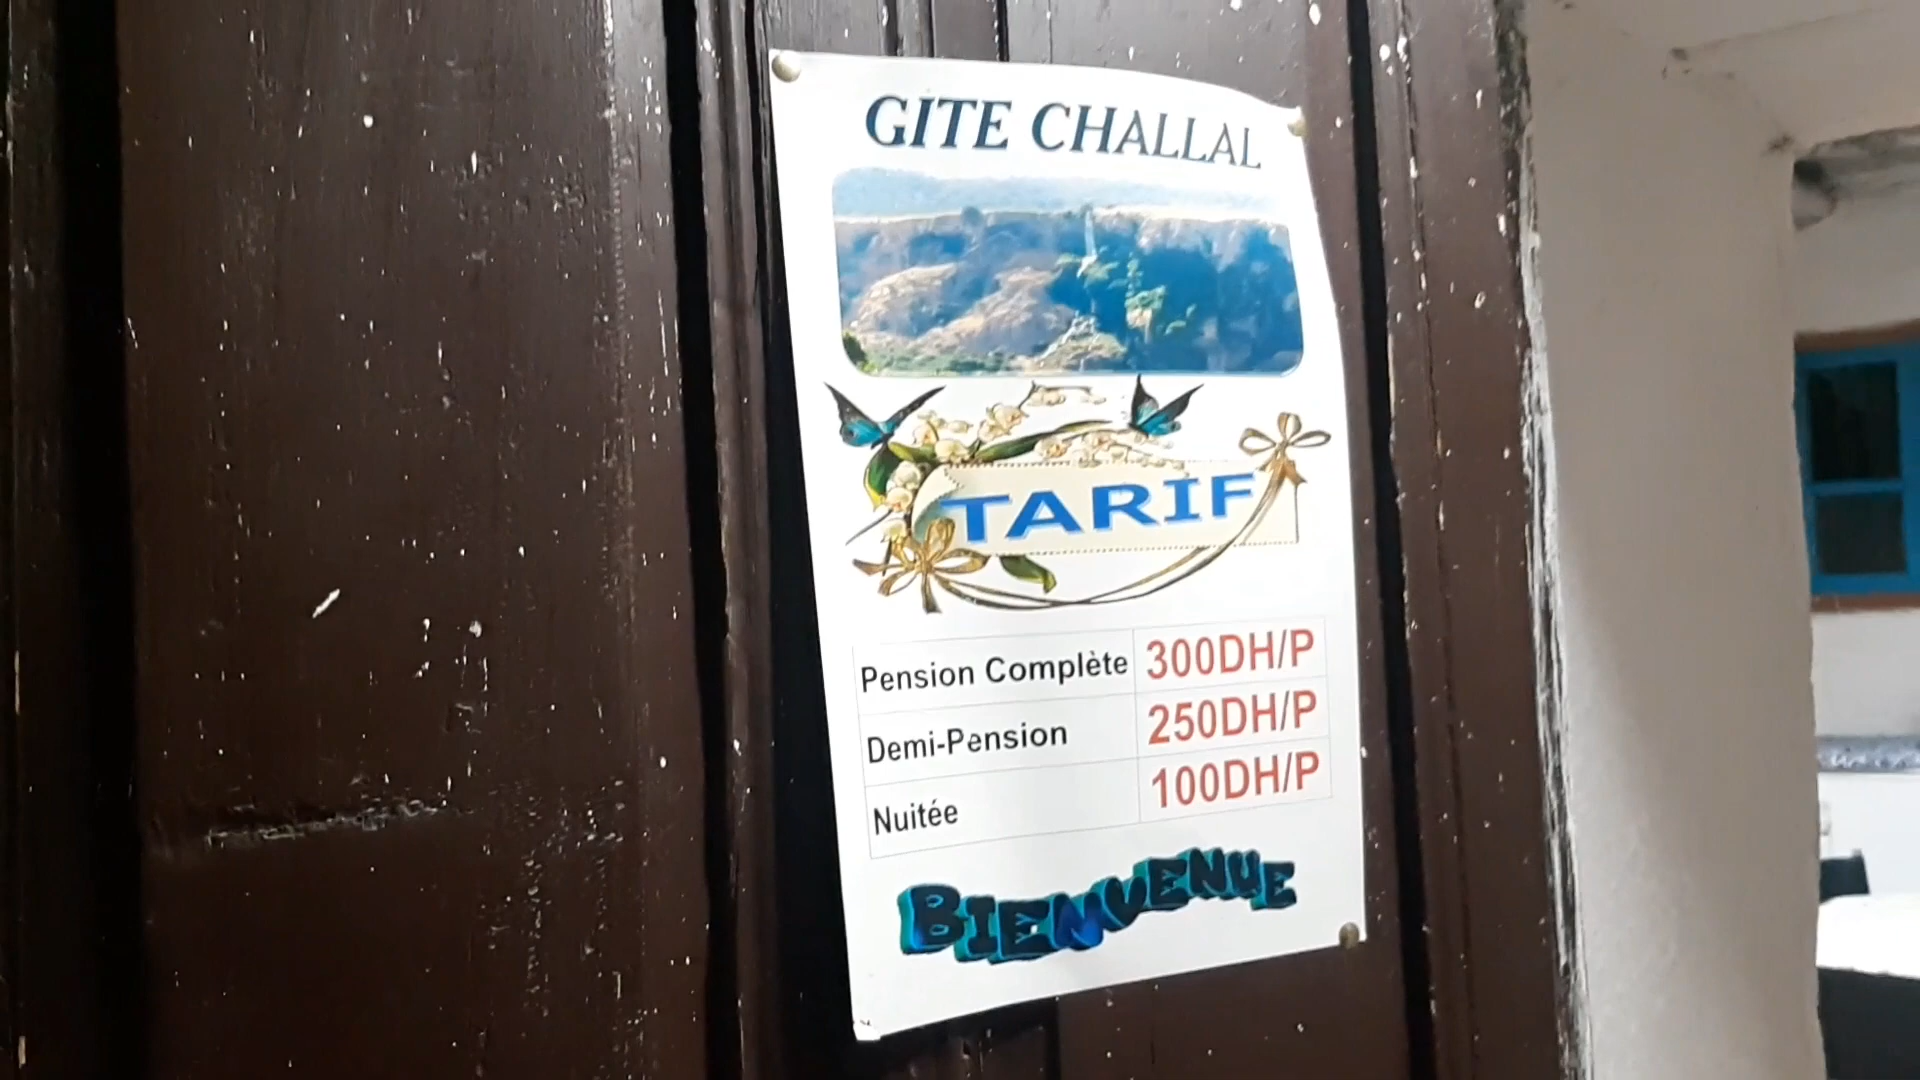 GITE CHALLAL
TARIF
Pension Complète 300DH/P
Demi-Pension 250DH/P
Nuitée 100DH/P
BIENVENUE